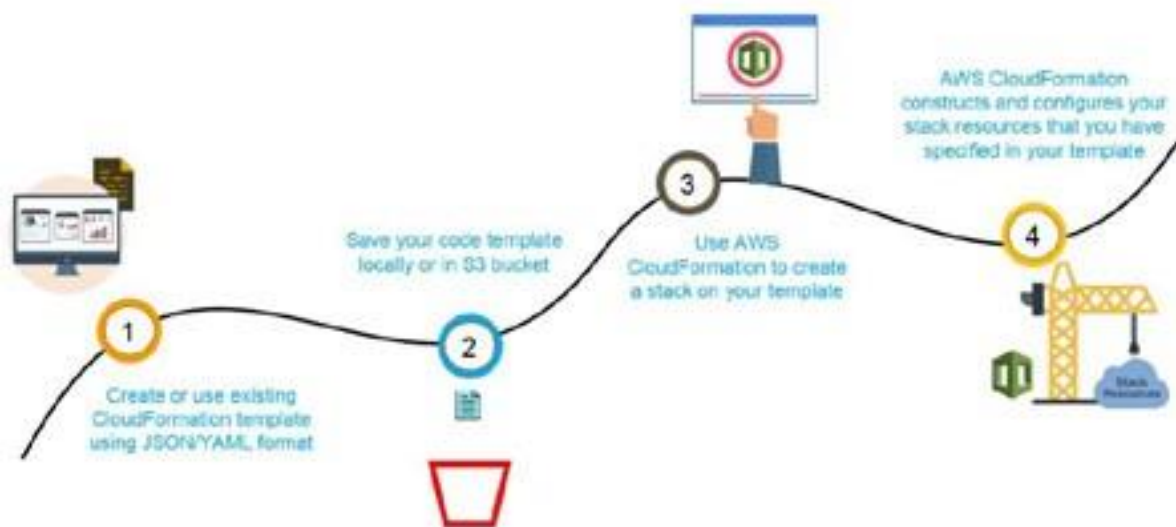 1
Create or use existing
CloudFormation template
using JSON/YAML format
2
Save your code template
locally or in S3 bucket
3
Use AWS
CloudFormation to create
a stack on your template
4
AWS CloudFormation
constructs and configures your
stack resources that you have
specified in your template
Stack
Resources